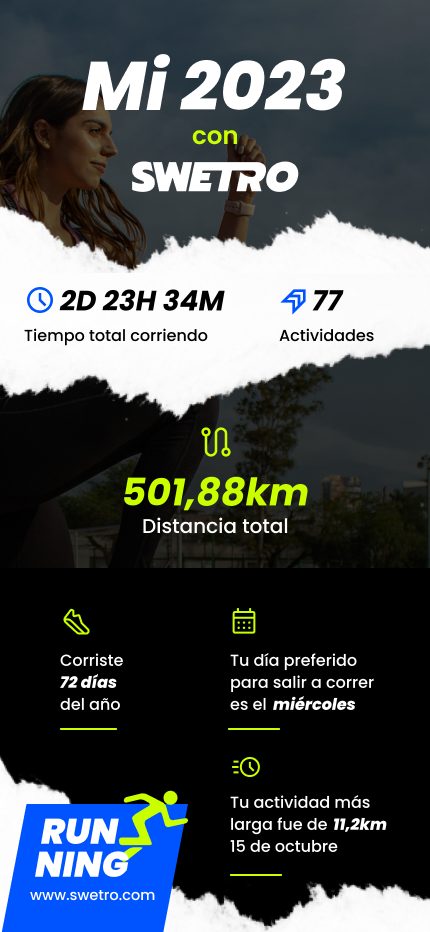 Mi 2023
con
SWETRO
2D 23H 34M
Tiempo total corriendo
77
Actividades
501,88km
Distancia total
Corriste
72 días
del año
Tu día preferido
para salir a correr
es el miércoles
Tu actividad más
larga fue de 11,2km
15 de octubre
RUN
NING
www.swetro.com